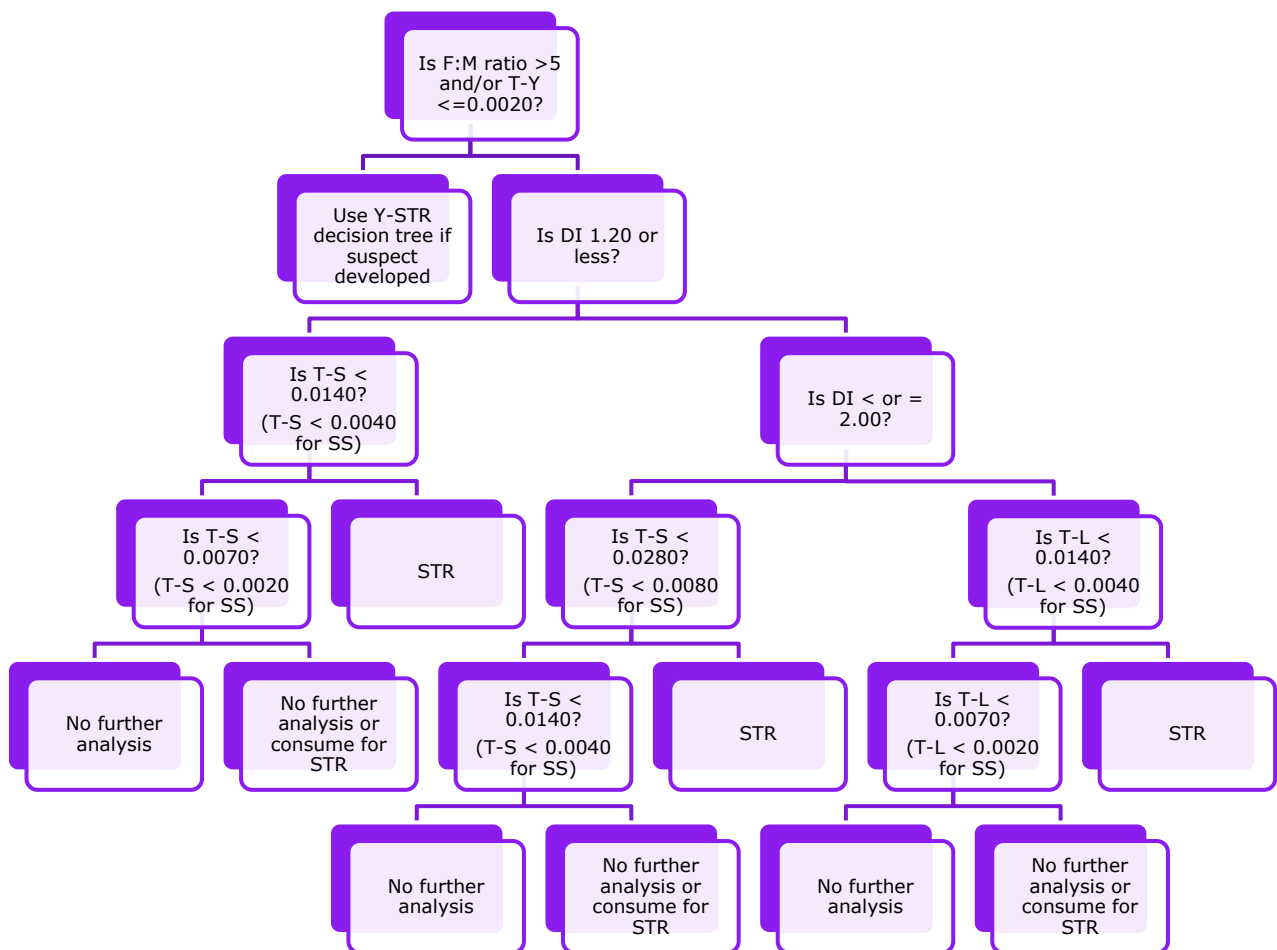 Is F:M ratio >5
and/or T-Y
<=0.0020?
Use Y-STR
decision tree if
suspect
developed
Is DI 1.20 or
less?
Is T-S <
0.0140?
(T-S < 0.0040
for SS)
Is DI < or =
2.00?
Is T-S <
0.0070?
(T-S < 0.0020
for SS)
STR
Is T-S <
0.0280?
(T-S < 0.0080
for SS)
Is T-L <
0.0140?
(T-L < 0.0040
for SS)
No further
analysis
No further
analysis or
consume for
STR
Is T-S <
0.0140?
(T-S < 0.0040
for SS)
STR
Is T-L <
0.0070?
(T-L < 0.0020
for SS)
STR
No further
analysis
No further
analysis or
consume for
STR
No further
analysis
No further
analysis or
consume for
STR